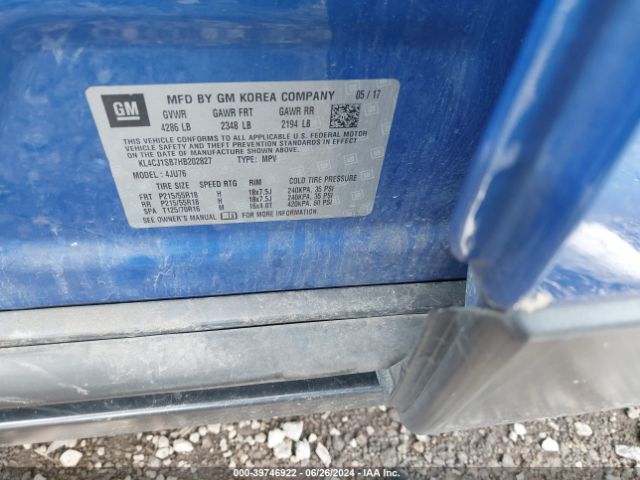 GM
MFD BY GM KOREA COMPANY 05 / 17
GVWR GAWR FRT GAWR RR
4286 LB 2348 LB 2194 LB
THIS VEHICLE CONFORMS TO ALL APPLICABLE U.S. FEDERAL MOTOR
VEHICLE SAFETY, BUMPER, AND THEFT PREVENTION STANDARDS
IN EFFECT ON THE DATE OF MANUFACTURE SHOWN ABOVE.
KL4CJ1SB7HB202827 TYPE: MPV
MODEL: 4JU76
TIRE SIZE SPEED RTG RIM COLD TIRE PRESSURE
FRT P215/55R18 H 18x7.5J 240KPA, 35 PSI
RR P215/55R18 H 18x7.5J 240KPA, 35 PSI
SPA T125/70R16 M 16x4.0T 420KPA, 60 PSI
SEE OWNER'S MANUAL FOR MORE INFORMATION.
000-39746922 | 06/26/2024 - IAA Inc.